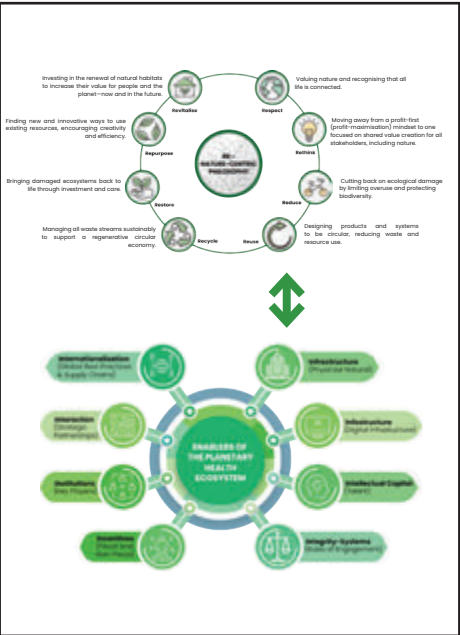 Investing in the renewal of natural habitats
to increase their value for people and the
planet—now and in the future.
Revitalise
Valuing nature and recognising that all
life is connected.
Respect
Finding new and innovative ways to use
existing resources, encouraging creativity
and efficiency.
Repurpose
Moving away from a profit-first
(profit-maximisation) mindset to one
focused on shared value creation for all
stakeholders, including nature.
Rethink
NATURE-CENTRIC
PHILOSOPHY
Bringing damaged ecosystems back to
life through investment and care.
Restore
Cutting back on ecological damage
by limiting overuse and protecting
biodiversity.
Reduce
Managing all waste streams sustainably
to support a regenerative circular
economy.
Recycle
Designing products and systems
to be circular, reducing waste and
resource use.
Reuse
Internationalisation
(Global Best Practices
& Supply Chains)
Infrastructure
(Physical Natural)
Interaction
(Strategic
Partnerships)
Infrastructure
(Digital Infrastructure)
ENABLERS OF
THE PLANETARY
HEALTH
ECOSYSTEM
Institutions
(Key Players)
Intellectual Capital
(Talent)
Incentives
(Fiscal and
Non-Fiscal)
Integrity-Systems
(Rules of Engagement)